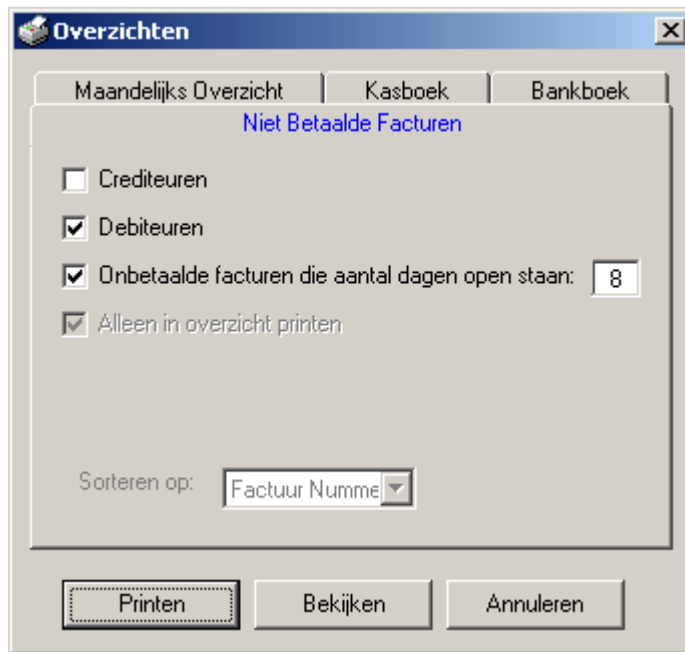 Overzichten
Maandelijks Overzicht Kasboek Bankboek
Niet Betaalde Facturen
Crediteuren
Debiteuren
Onbetaalde facturen die aantal dagen open staan: 8
Alleen in overzicht printen
Sorteren op: Factuur Numme
Printen Bekijken Annuleren